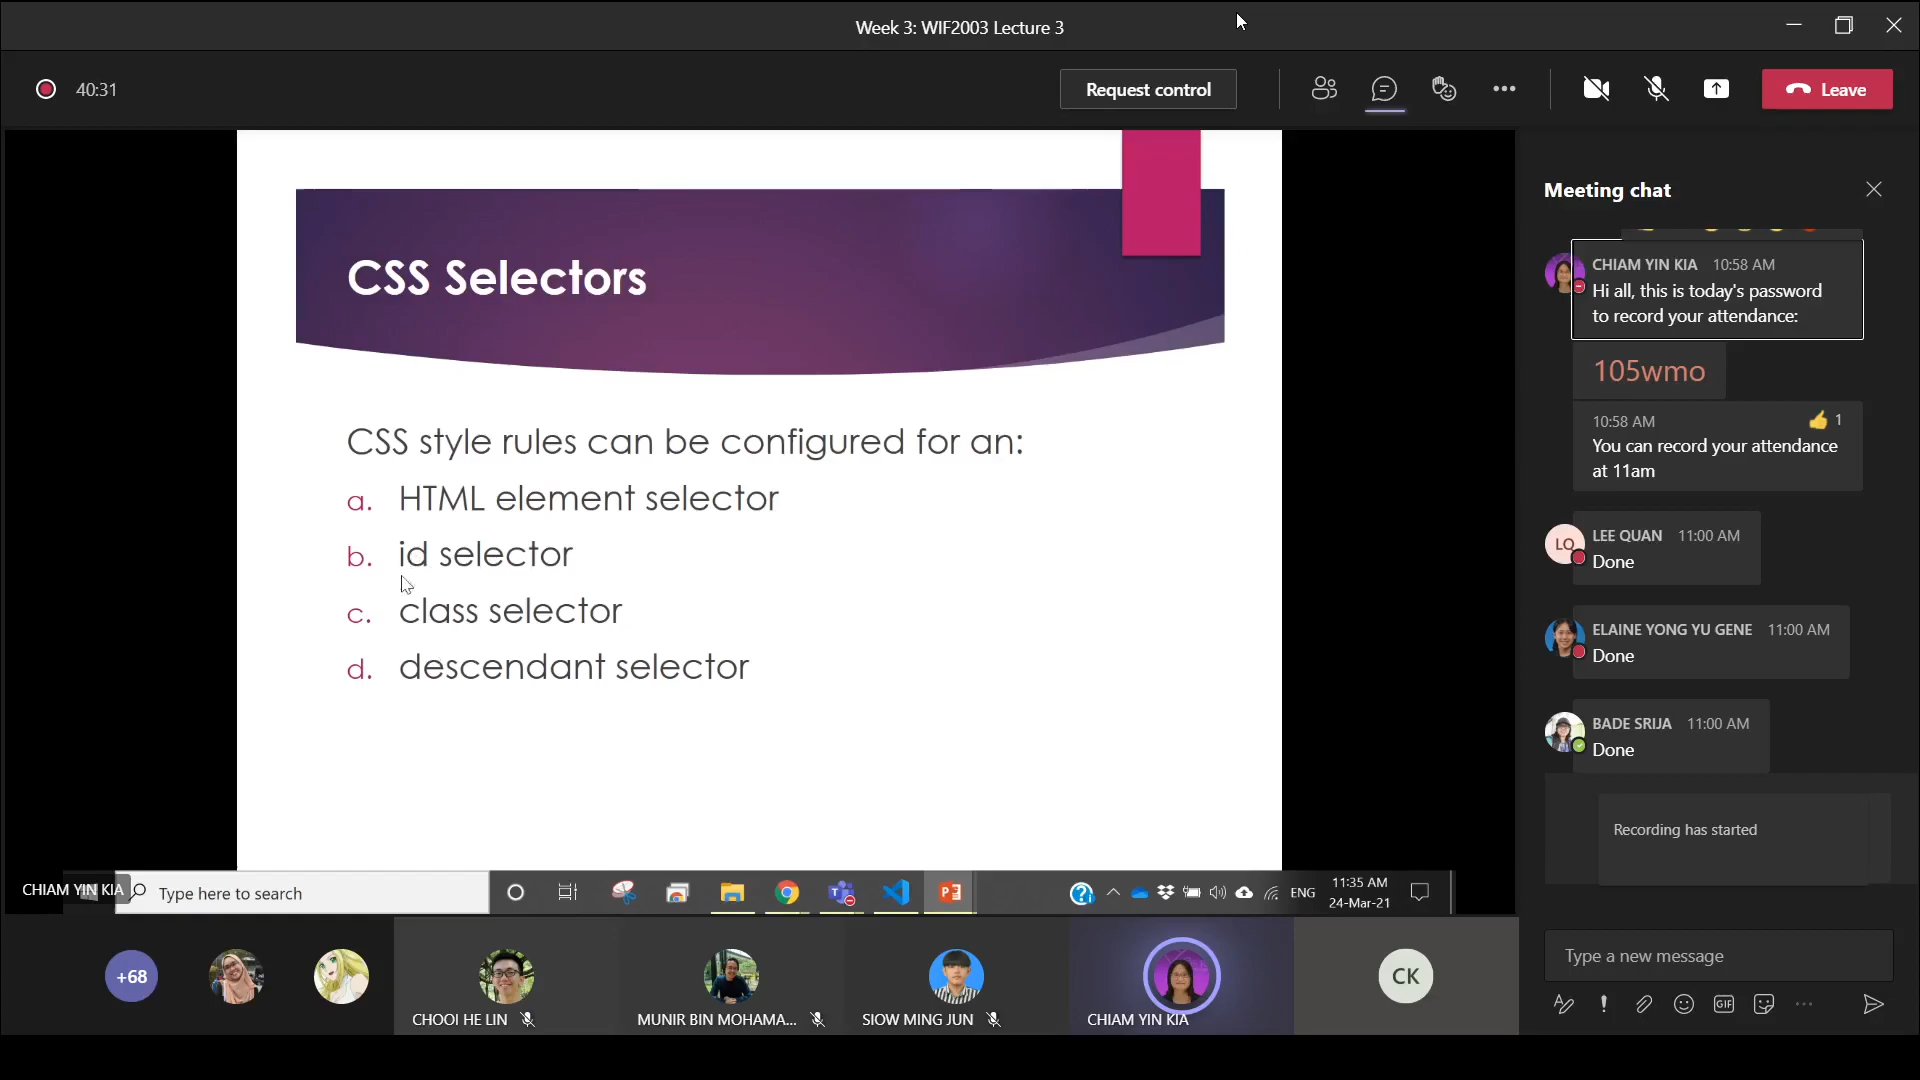 Week 3: WIF2003 Lecture 3
40:31
Request control
Leave
CSS Selectors
CSS style rules can be configured for an:
a. HTML element selector
b. id selector
c. class selector
d. descendant selector
Meeting chat
CHIAM YIN KIA 10:58 AM
Hi all, this is today's password
to record your attendance:
105wmo
10:58 AM 1
You can record your attendance
at 11am
LQ
LEE QUAN 11:00 AM
Done
ELAINE YONG YU GENE 11:00 AM
Done
BADE SRIJA 11:00 AM
Done
Recording has started
CHIAM YIN KIA
Type here to search
ENG
11:35 AM
24-Mar-21
+68
CHOOI HE LIN
MUNIR BIN MOHAMA...
SIOW MING JUN
CHIAM YIN KIA
CK
Type a new message
GIF